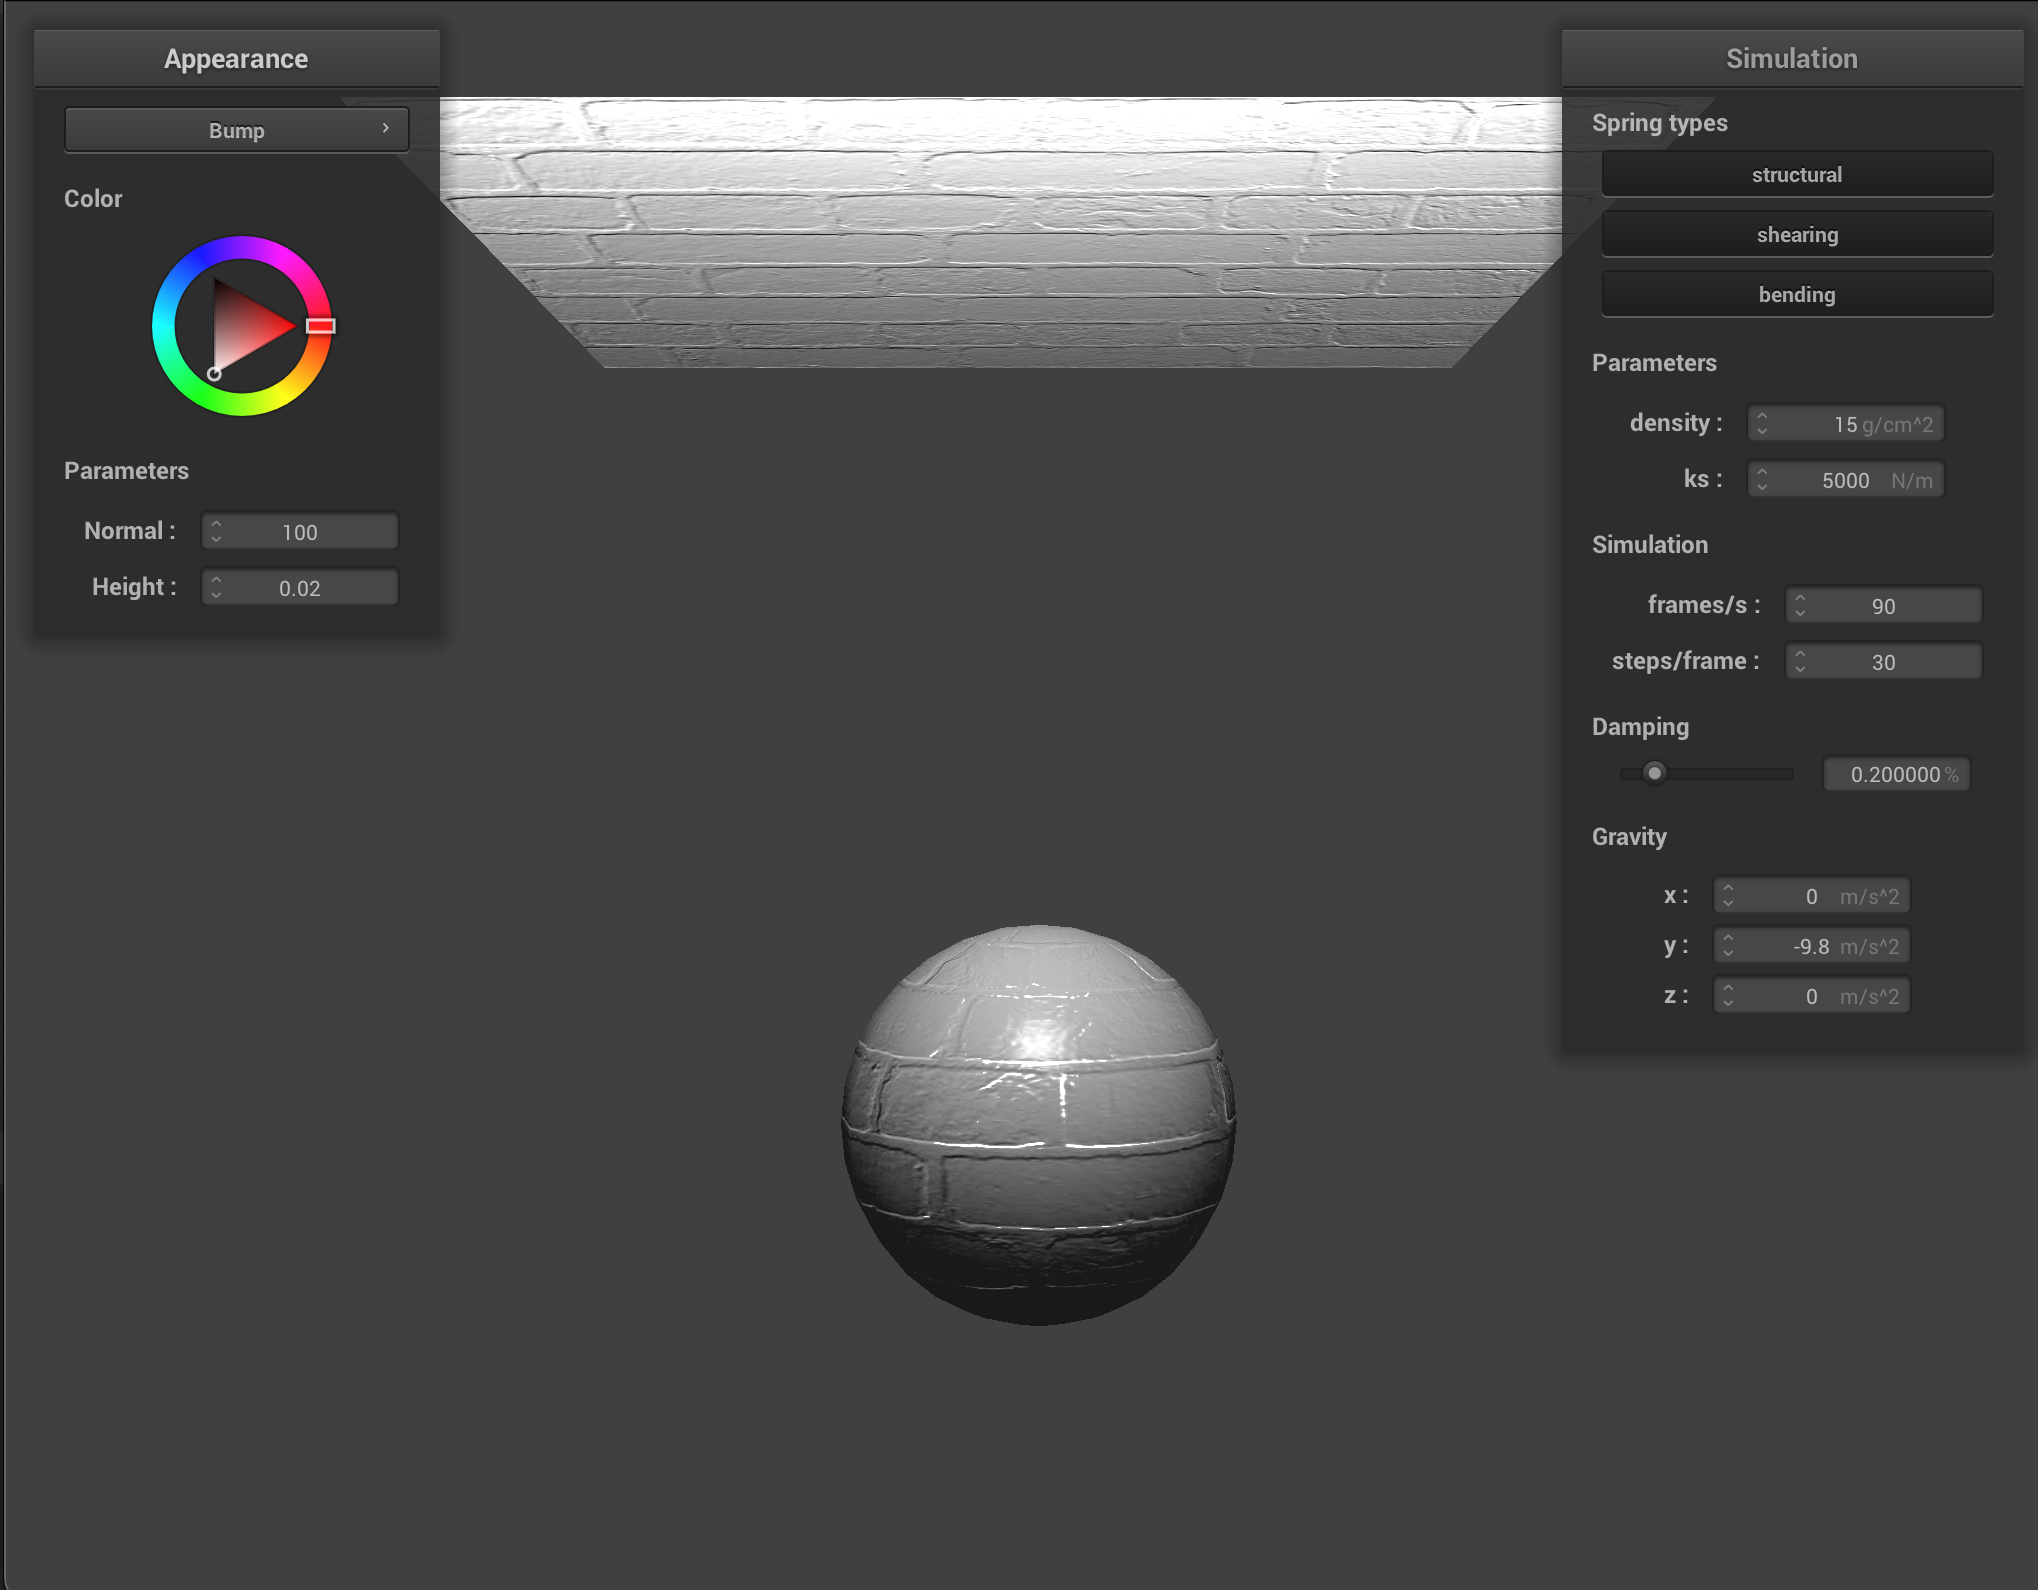 Appearance
Bump
Color
Parameters
Normal : 100
Height : 0.02
Simulation
Spring types
structural
shearing
bending
Parameters
density : 15 g/cm^2
ks : 5000 N/m
Simulation
frames/s : 90
steps/frame : 30
Damping
0.200000 %
Gravity
x : 0 m/s^2
y : -9.8 m/s^2
z : 0 m/s^2